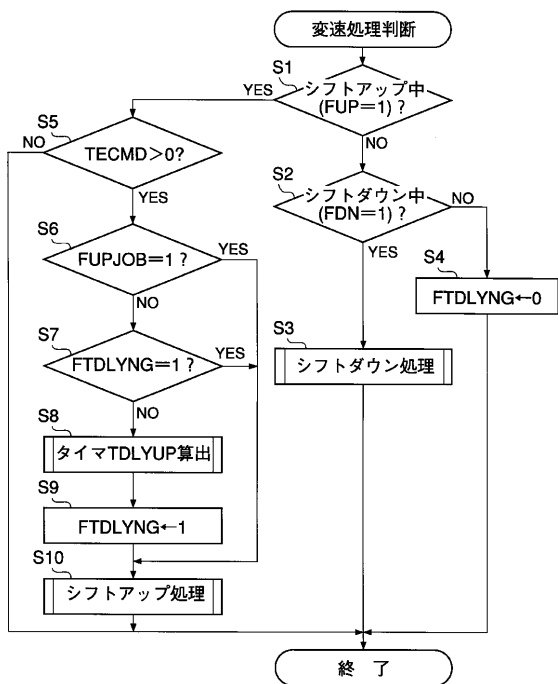 変速処理判断
S1
シフトアップ中
(FUP=1)?
YES
NO
S5
TECMD>0?
NO
YES
S2
シフトダウン中
(FDN=1)?
NO
YES
S6
FUPJOB=1?
YES
NO
S4
FTDLYNG←0
S7
FTDLYNG=1?
YES
NO
S3
シフトダウン処理
S8
タイマTDLYUP算出
S9
FTDLYNG←1
S10
シフトアップ処理
終 了